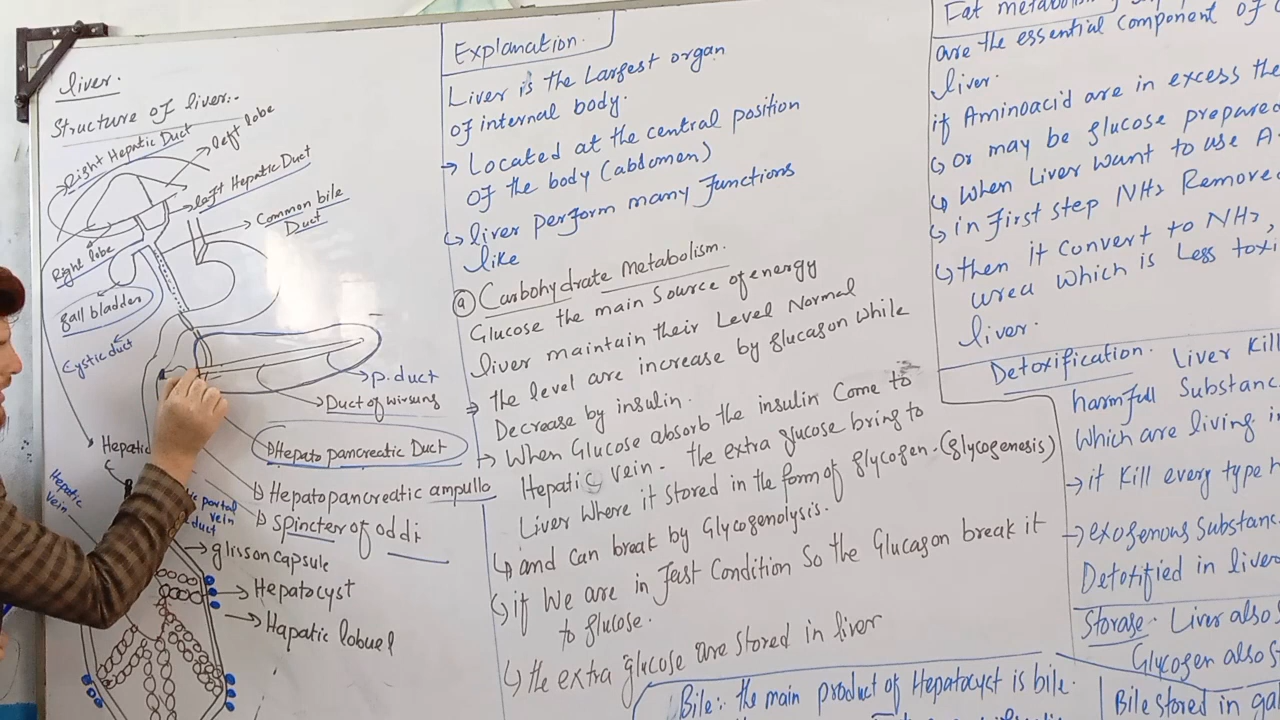 liver.
Structure of liver:-
Right Hepatic Duct
left lobe
left Hepatic Duct
Common bile
Duct
Right lobe
Gall bladder
Cystic duct
P. duct
Duct of wirsung
Hepato pancreatic Duct
Hepatic
Hepatopancreatic ampullo
Hepatic
vein
portal
vein
duct
Spincter of oddi
glisson capsule
Hepatocyst
Hapatic lobuel
Explanation.
Liver is the Largest organ
of internal body.
→ Located at the central position
of the body (abdomen)
↳ liver perform many Functions
like
(a) Carbohydrate Metabolism.
Glucose the main Source of energy
liver maintain their Level Normal
⇒ the level are increase by glucagon while
Decrease by insulin.
↳ When Glucose absorb the insulin Come to
Hepatic vein. the extra glucose bring to
Liver Where it stored in the form of glycogen. (glycogenesis)
↳ and can break by Glycogenolysis.
↳ if We are in Fast Condition So the Glucagon break it
to glucose.
↳ the extra glucose are stored in liver
Bile:- the main product of Hepatocyst is bile.
Fat
are the essential component of
liver.
if Aminoacid are in excess the
↳ or may be glucose prepared
↳ When Liver want to use A
↳ in First step NH2 Remove
↳ then it Convert to NH3,
urea which is Less toxi
liver.
Detoxification. Liver Kill
harmfull Substanc
Which are living i
→ it Kill every type h
→ exogenous Substanc
Detotified in liver
Storage. Liver also
Glycogen also st
Bile stored in ga